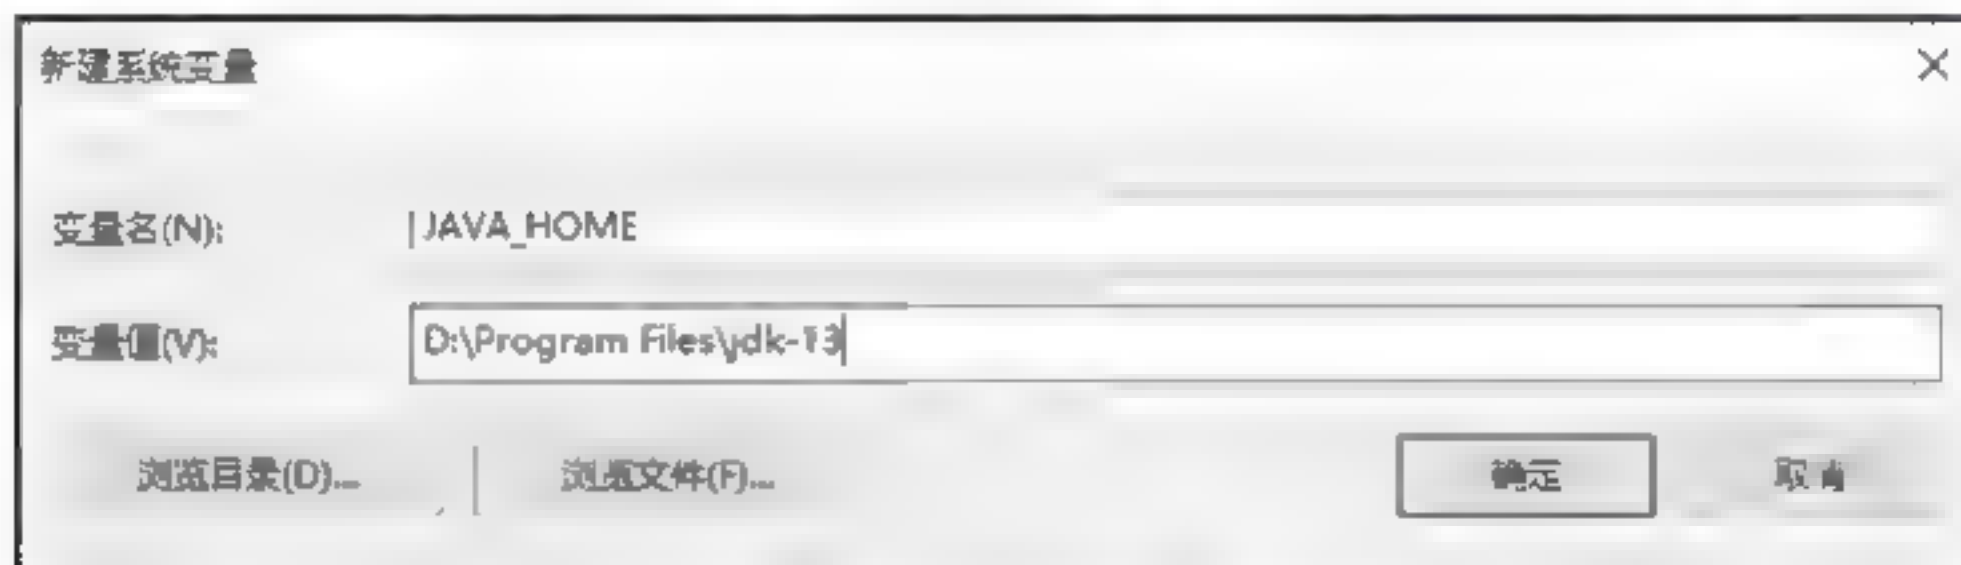 新建系统变量
变量名(N): JAVA_HOME
变量值(V): D:\Program Files\jdk-13
浏览目录(D)... 浏览文件(F)... 确定 取消